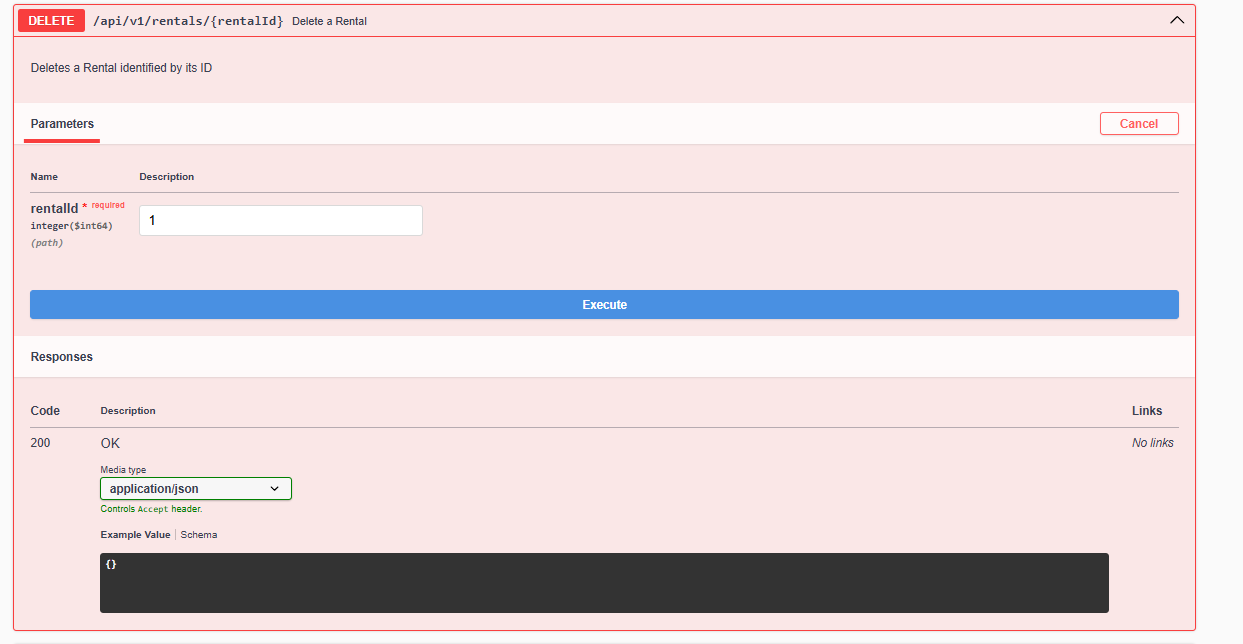 DELETE /api/v1/rentals/{rentalId} Delete a Rental
Deletes a Rental identified by its ID
Parameters Cancel
Name Description
rentalId * required
integer($int64)
(path)
1
Execute
Responses
Code Description Links
200 OK No links
Media type
application/json
Controls Accept header.
Example Value Schema
{}